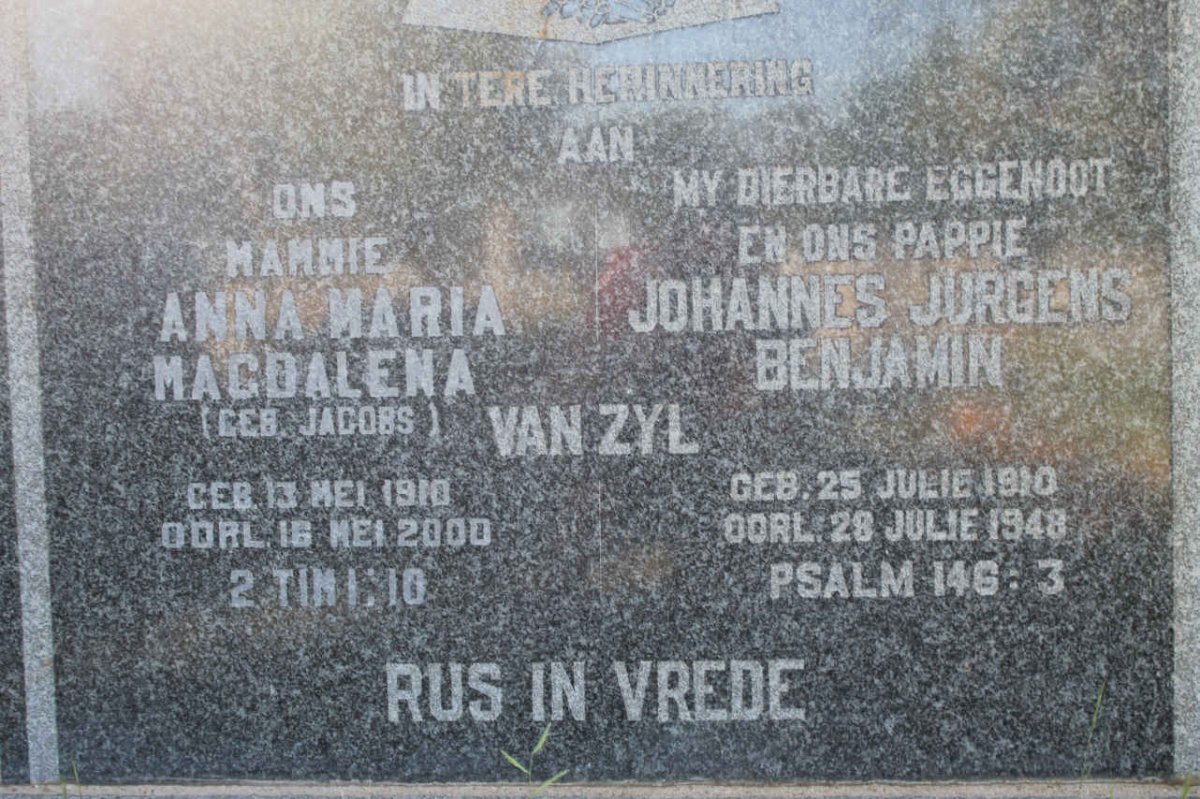 IN TERE HERINNERING
AAN
ONS
MAMMIE
ANNA MARIA
MAGDALENA
(GEB. JACOBS)
MY DIERBARE EGGENOOT
EN ONS PAPPIE
JOHANNES JURGENS
BENJAMIN
VAN ZYL
GEB. 13 MEI 1910
OORL. 16 MEI 2000
2 TIM 1:10
GEB. 25 JULIE 1910
OORL. 28 JULIE 1948
PSALM 146:3
RUS IN VREDE